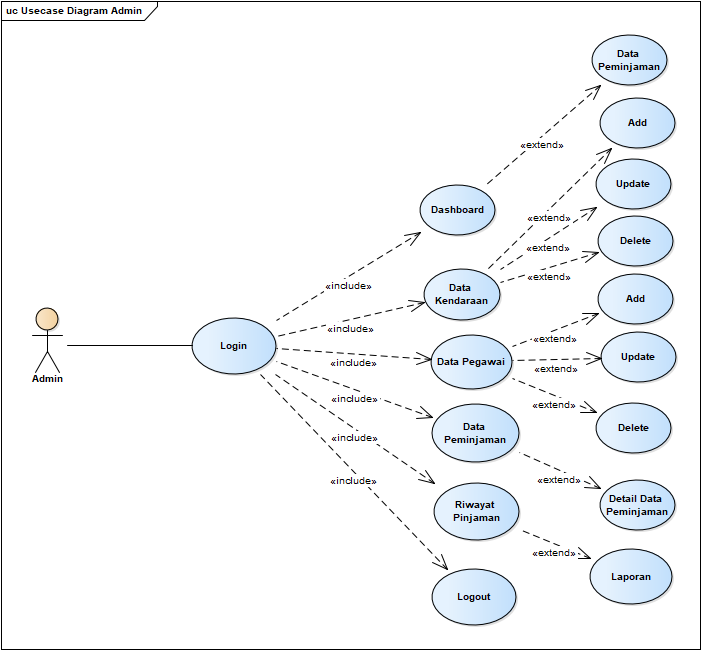 uc Usecase Diagram Admin
Data
Peminjaman
Add
«extend»
Update
Dashboard
«extend»
Delete
«extend»
«extend»
«include»
Data
Kendaraan
Add
«include»
Admin
Login
«extend»
Data Pegawai
Update
«include»
«extend»
«include»
«extend»
Data
Peminjaman
Delete
«include»
«include»
«extend»
Riwayat
Pinjaman
Detail Data
Peminjaman
«extend»
Laporan
Logout